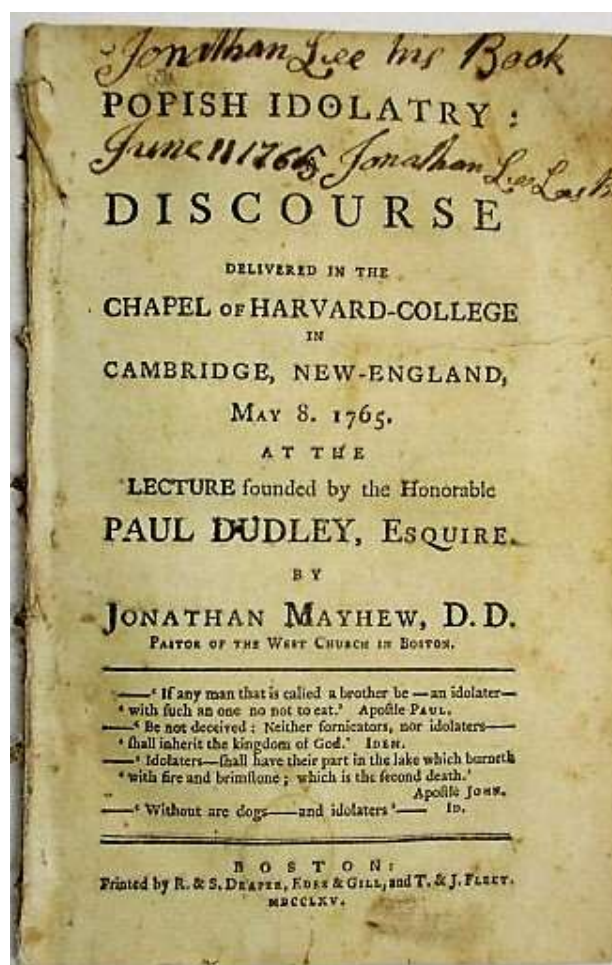 Jonathan Lee his Book
POPISH IDOLATRY:
June 11 1765 Jonathan Lee
DISCOURSE
DELIVERED IN THE
CHAPEL OF HARVARD-COLLEGE
IN
CAMBRIDGE, NEW-ENGLAND,
MAY 8. 1765.
AT THE
LECTURE founded by the Honorable
PAUL DUDLEY, ESQUIRE.
BY
JONATHAN MAYHEW, D.D.
PASTOR OF THE WEST CHURCH IN BOSTON.
——‘ If any man that is called a brother be — an idolater—
‘ with ſuch an one no not to eat.’ Apoſtle PAUL.
——‘ Be not deceived: Neither fornicators, nor idolaters——
‘ ſhall inherit the kingdom of God.’ IDEM.
——‘ Idolaters—ſhall have their part in the lake which burneth
‘ with fire and brimſtone; which is the ſecond death.’
Apoſtle JOHN.
——‘ Without are dogs——and idolaters’—— ID.
BOSTON:
Printed by R. & S. DRAPER, EDES & GILL, and T. & J. FLEET.
MDCCLXV.